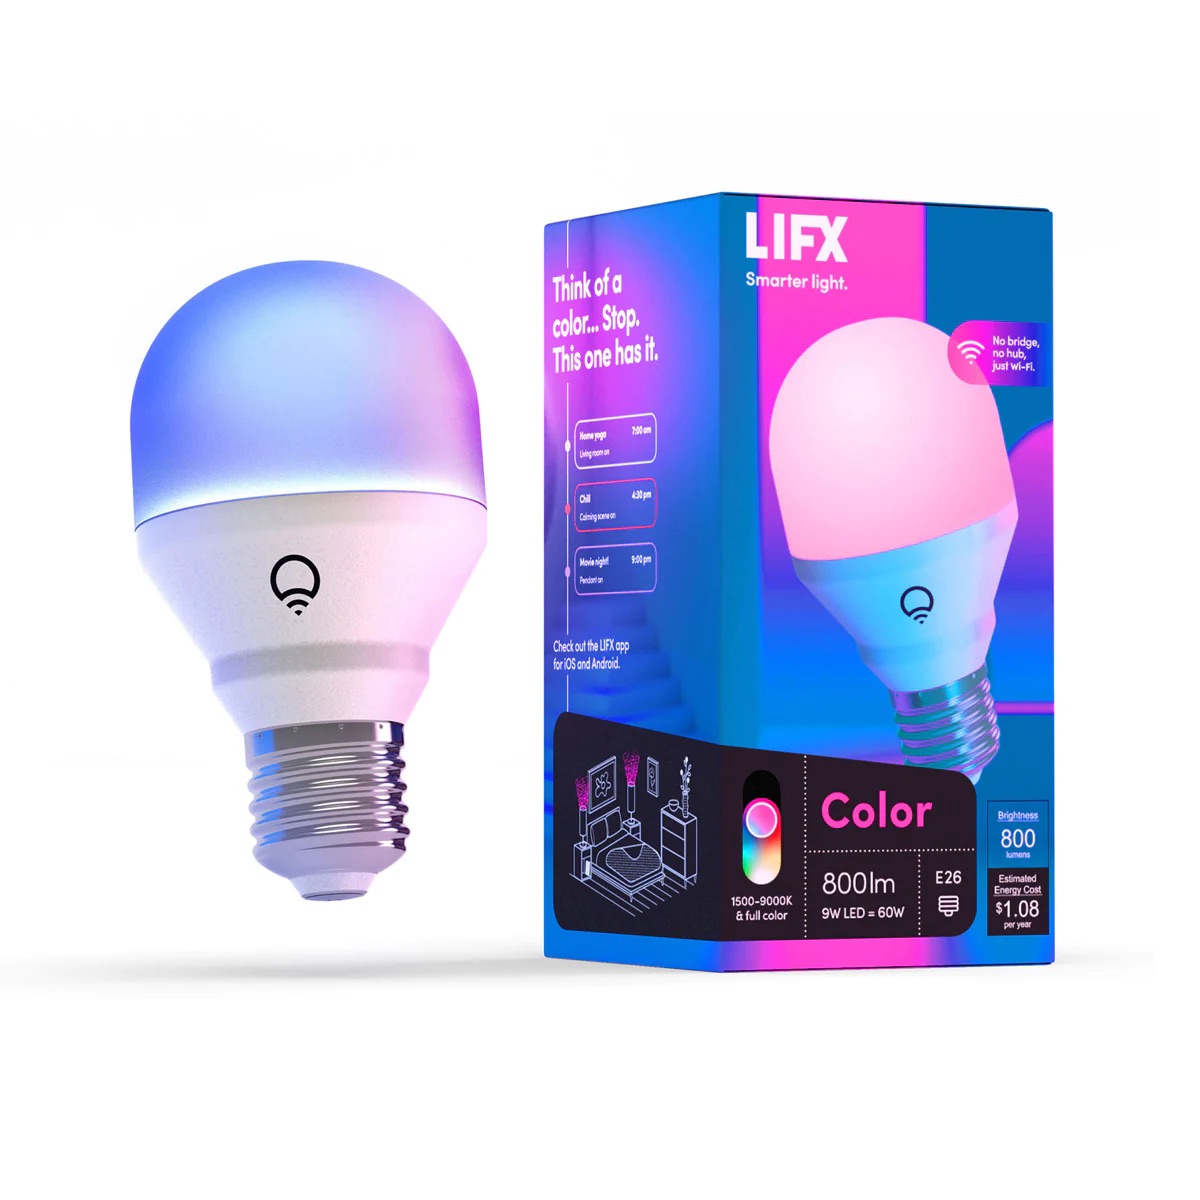 LIFX
Smarter light.
No bridge,
no hub,
just Wi-Fi.
Think of a
color... Stop.
This one has it.
Home yoga 7:00 am
Living room on
Chill 4:30 pm
Calming scene on
Movie night! 9:00 pm
Pendant on
Check out the LIFX app
for iOS and Android.
1500-9000K
& full color
Color
800lm
9W LED = 60W
E26
Brightness
800
lumens
Estimated
Energy Cost
$1.08
per year